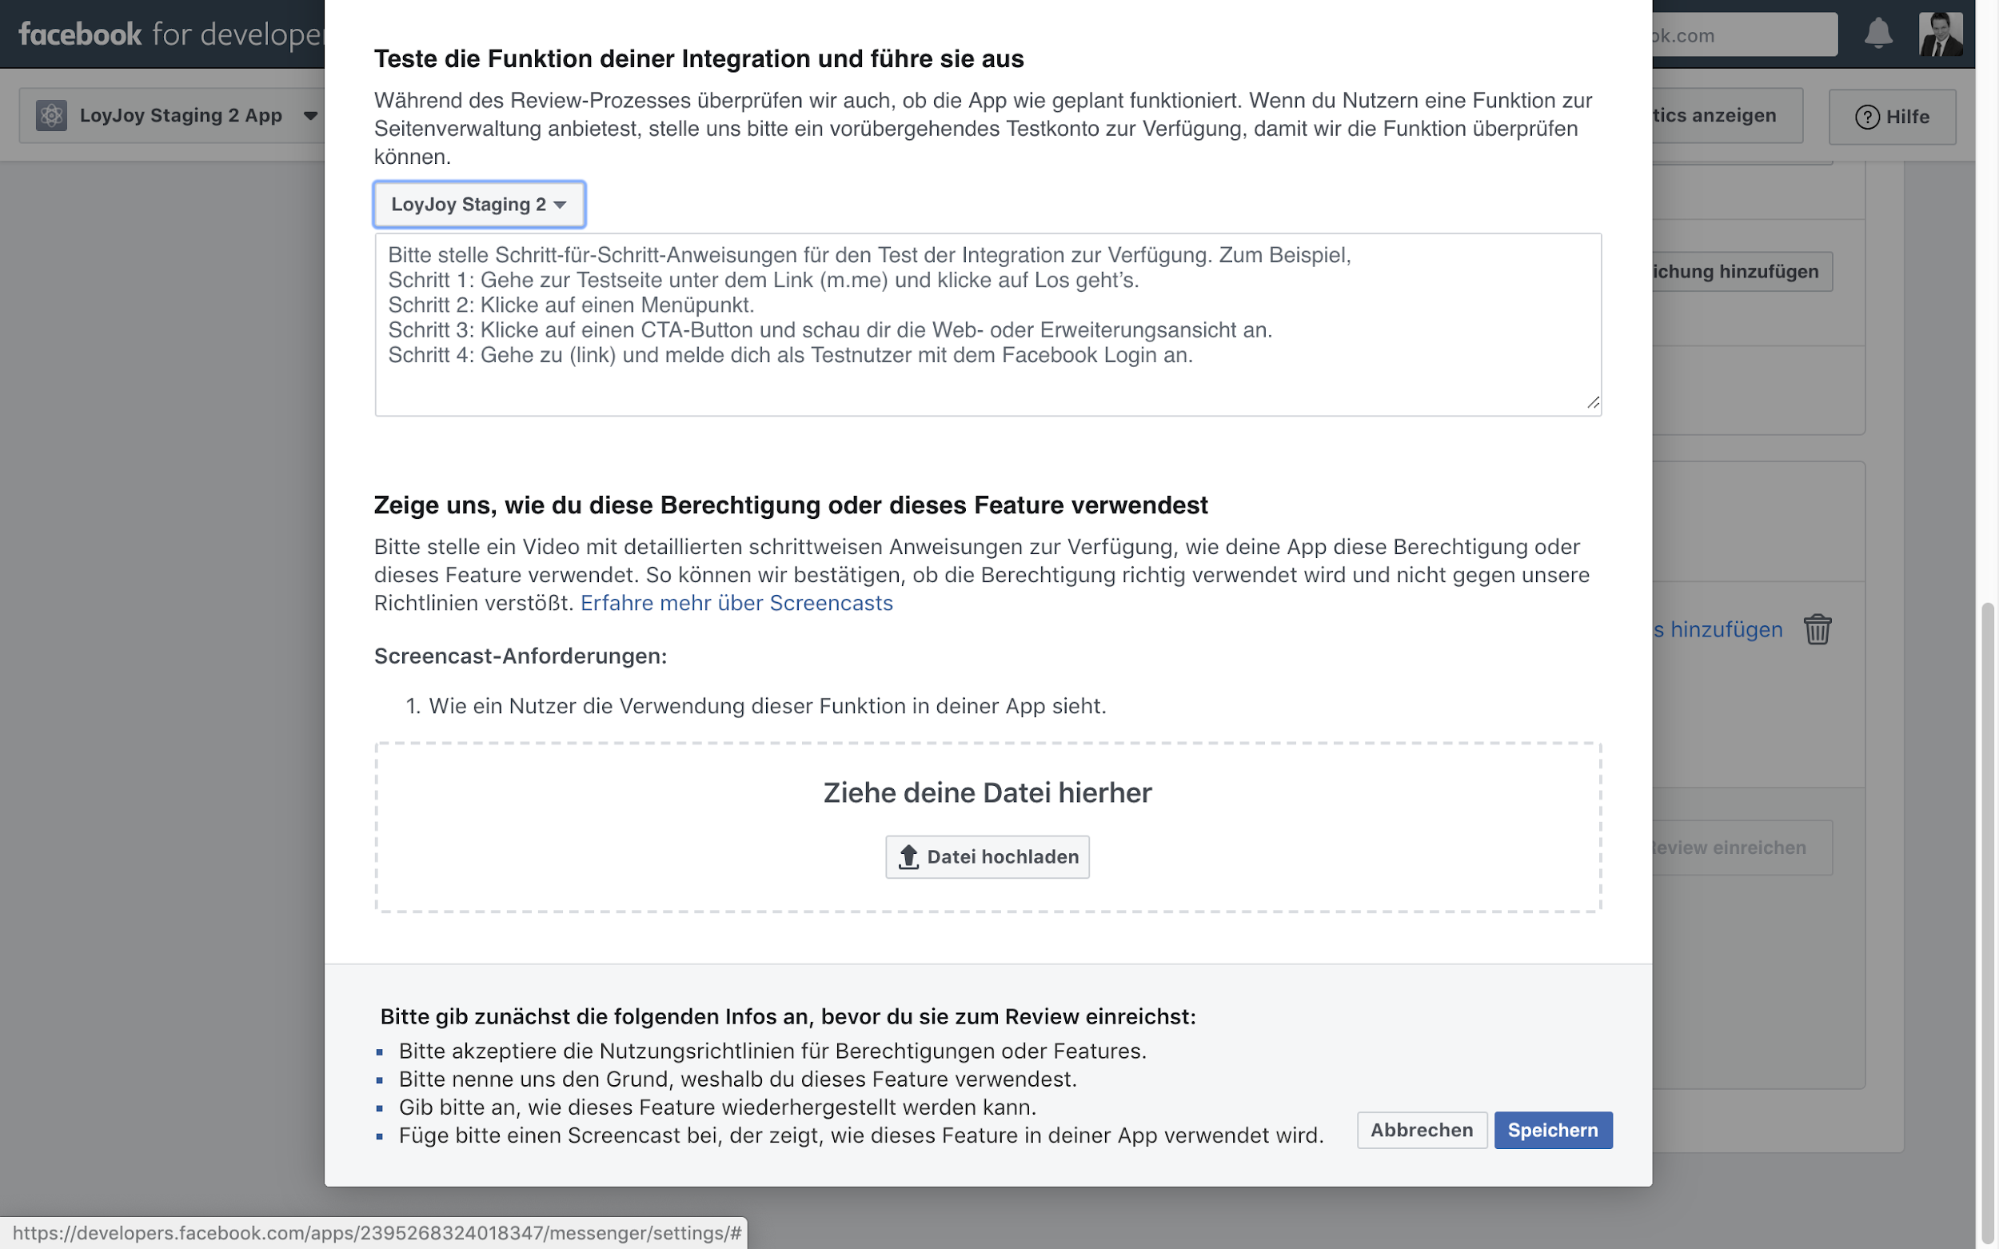 facebook for develope
ok.com
LoyJoy Staging 2 App
tics anzeigen
Hilfe
Teste die Funktion deiner Integration und führe sie aus
Während des Review-Prozesses überprüfen wir auch, ob die App wie geplant funktioniert. Wenn du Nutzern eine Funktion zur
Seitenverwaltung anbietest, stelle uns bitte ein vorübergehendes Testkonto zur Verfügung, damit wir die Funktion überprüfen
können.
LoyJoy Staging 2
Bitte stelle Schritt-für-Schritt-Anweisungen für den Test der Integration zur Verfügung. Zum Beispiel,
Schritt 1: Gehe zur Testseite unter dem Link (m.me) und klicke auf Los geht's.
Schritt 2: Klicke auf einen Menüpunkt.
Schritt 3: Klicke auf einen CTA-Button und schau dir die Web- oder Erweiterungsansicht an.
Schritt 4: Gehe zu (link) und melde dich als Testnutzer mit dem Facebook Login an.
ichung hinzufügen
Zeige uns, wie du diese Berechtigung oder dieses Feature verwendest
Bitte stelle ein Video mit detaillierten schrittweisen Anweisungen zur Verfügung, wie deine App diese Berechtigung oder
dieses Feature verwendet. So können wir bestätigen, ob die Berechtigung richtig verwendet wird und nicht gegen unsere
Richtlinien verstößt. Erfahre mehr über Screencasts
s hinzufügen
Screencast-Anforderungen:
1. Wie ein Nutzer die Verwendung dieser Funktion in deiner App sieht.
Ziehe deine Datei hierher
Datei hochladen
Review einreichen
Bitte gib zunächst die folgenden Infos an, bevor du sie zum Review einreichst:
Bitte akzeptiere die Nutzungsrichtlinien für Berechtigungen oder Features.
Bitte nenne uns den Grund, weshalb du dieses Feature verwendest.
Gib bitte an, wie dieses Feature wiederhergestellt werden kann.
Füge bitte einen Screencast bei, der zeigt, wie dieses Feature in deiner App verwendet wird.
Abbrechen
Speichern
https://developers.facebook.com/apps/2395268324018347/messenger/settings/#